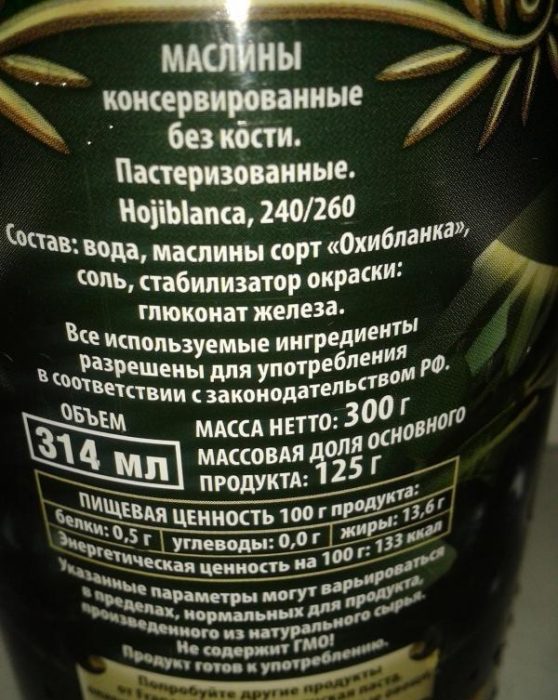 МАСЛИНЫ
консервированные
без кости.
Пастеризованные.
Hojiblanca, 240/260
Состав: вода, маслины сорт «Охибланка»,
соль, стабилизатор окраски:
глюконат железа.
Все используемые ингредиенты
разрешены для употребления
в соответствии с законодательством РФ.
ОБЪЕМ
314 мл
МАССА НЕТТО: 300 г
МАССОВАЯ ДОЛЯ ОСНОВНОГО
ПРОДУКТА: 125 г
ПИЩЕВАЯ ЦЕННОСТЬ 100 г продукта:
белки: 0,5 г углеводы: 0,0 г жиры: 13,6 г
Энергетическая ценность на 100 г: 133 ккал
Указанные параметры могут варьироваться
в пределах, нормальных для продукта,
произведенного из натурального сырья.
Не содержит ГМО!
Продукт готов к употреблению.
Попробуйте другие продукты
от паста,